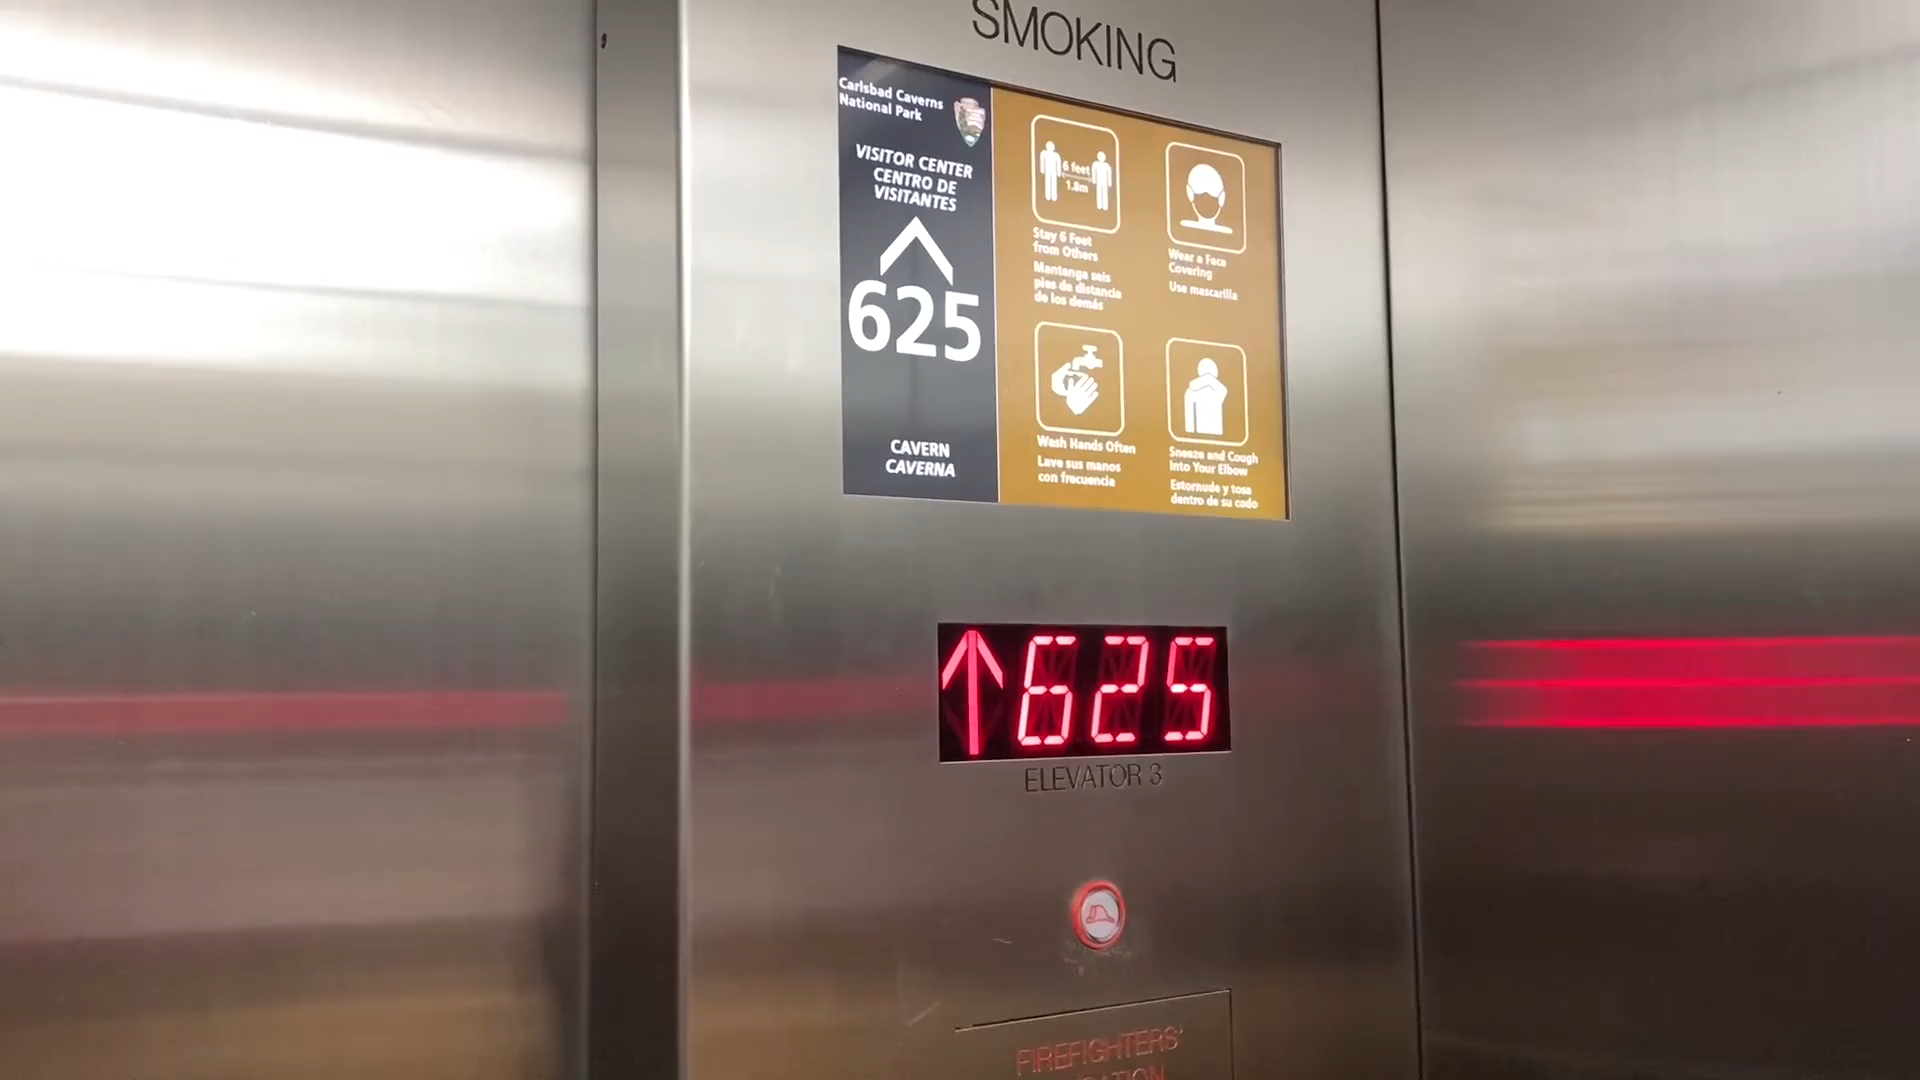 SMOKING
Carlsbad Caverns
National Park
VISITOR CENTER
CENTRO DE
VISITANTES
625
CAVERN
CAVERNA
6 feet
1.8m
Stay 6 Feet
from Others
Mantenga seis
pies de distancia
de los demás
Wear a Face
Covering
Use mascarilla
Wash Hands Often
Lave sus manos
con frecuencia
Sneeze and Cough
Into Your Elbow
Estornude y tosa
dentro de su codo
625
ELEVATOR 3
FIREFIGHTERS'